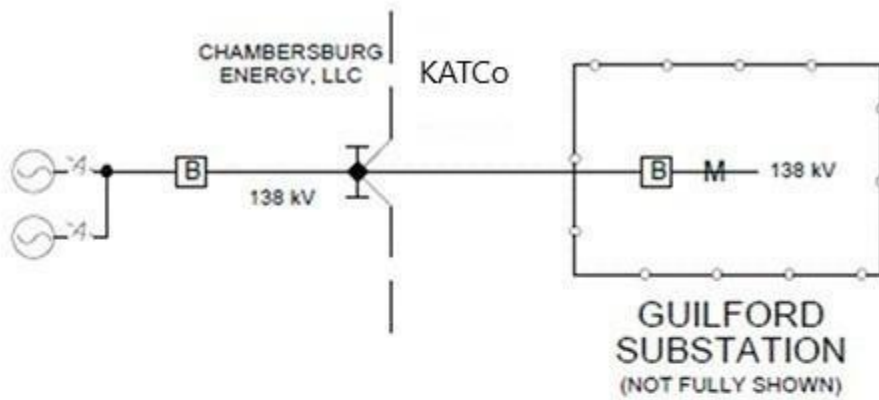 CHAMBERSBURG
ENERGY, LLC
KATCo
B
138 kV
B
M
138 kV
GUILFORD
SUBSTATION
(NOT FULLY SHOWN)